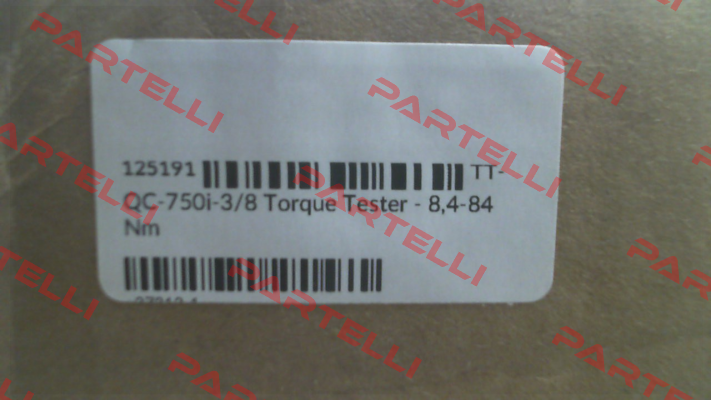 PARTELLI
125191 TT-
QC-750i-3/8 Torque Tester - 8,4-84
Nm
PARTELLI
PARTELLI
PARTELLI
PARTELLI
PARTELLI